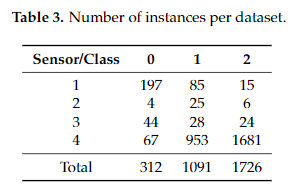 Table 3. Number of instances per dataset.
Sensor/Class 0 1 2
1 197 85 15
2 4 25 6
3 44 28 24
4 67 953 1681
Total 312 1091 1726